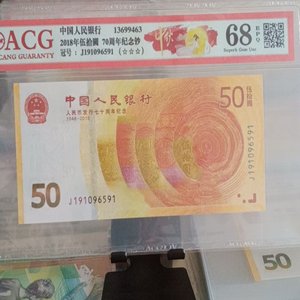 ACG
CANG GUARANTY
中国人民银行 13699463
2018年伍拾圆 70周年纪念钞
冠号：J191096591 (☆☆☆)
68 EPQ
Superb Gem Unc
中国人民银行
人民币发行七十周年纪念
1948-2018
50 伍拾圆
50
J191096591
J191096591
50